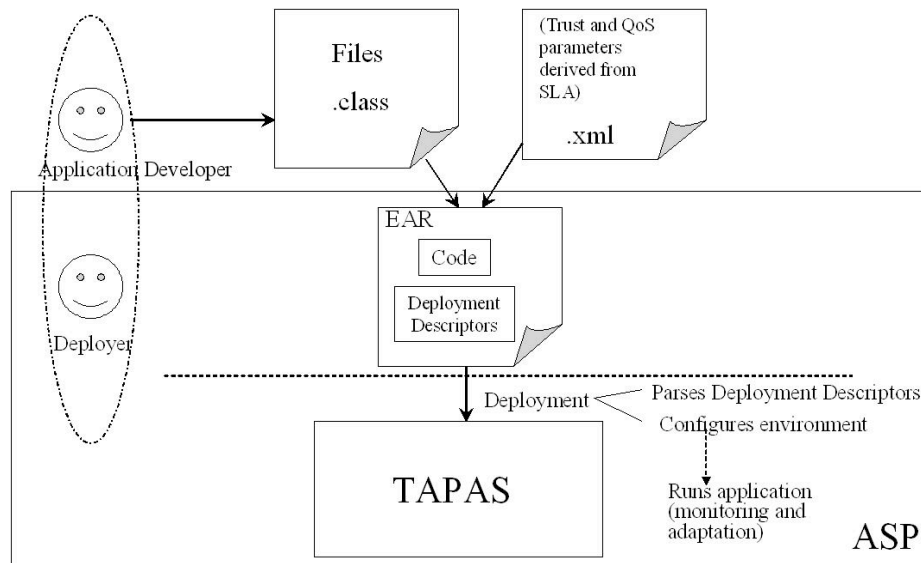 Files
.class
(Trust and QoS
parameters
derived from
SLA)
.xml
Application Developer
EAR
Code
Deployment
Descriptors
Deployer
Deployment
Parses Deployment Descriptors
Configures environment
TAPAS
Runs application
(monitoring and
adaptation)
ASP